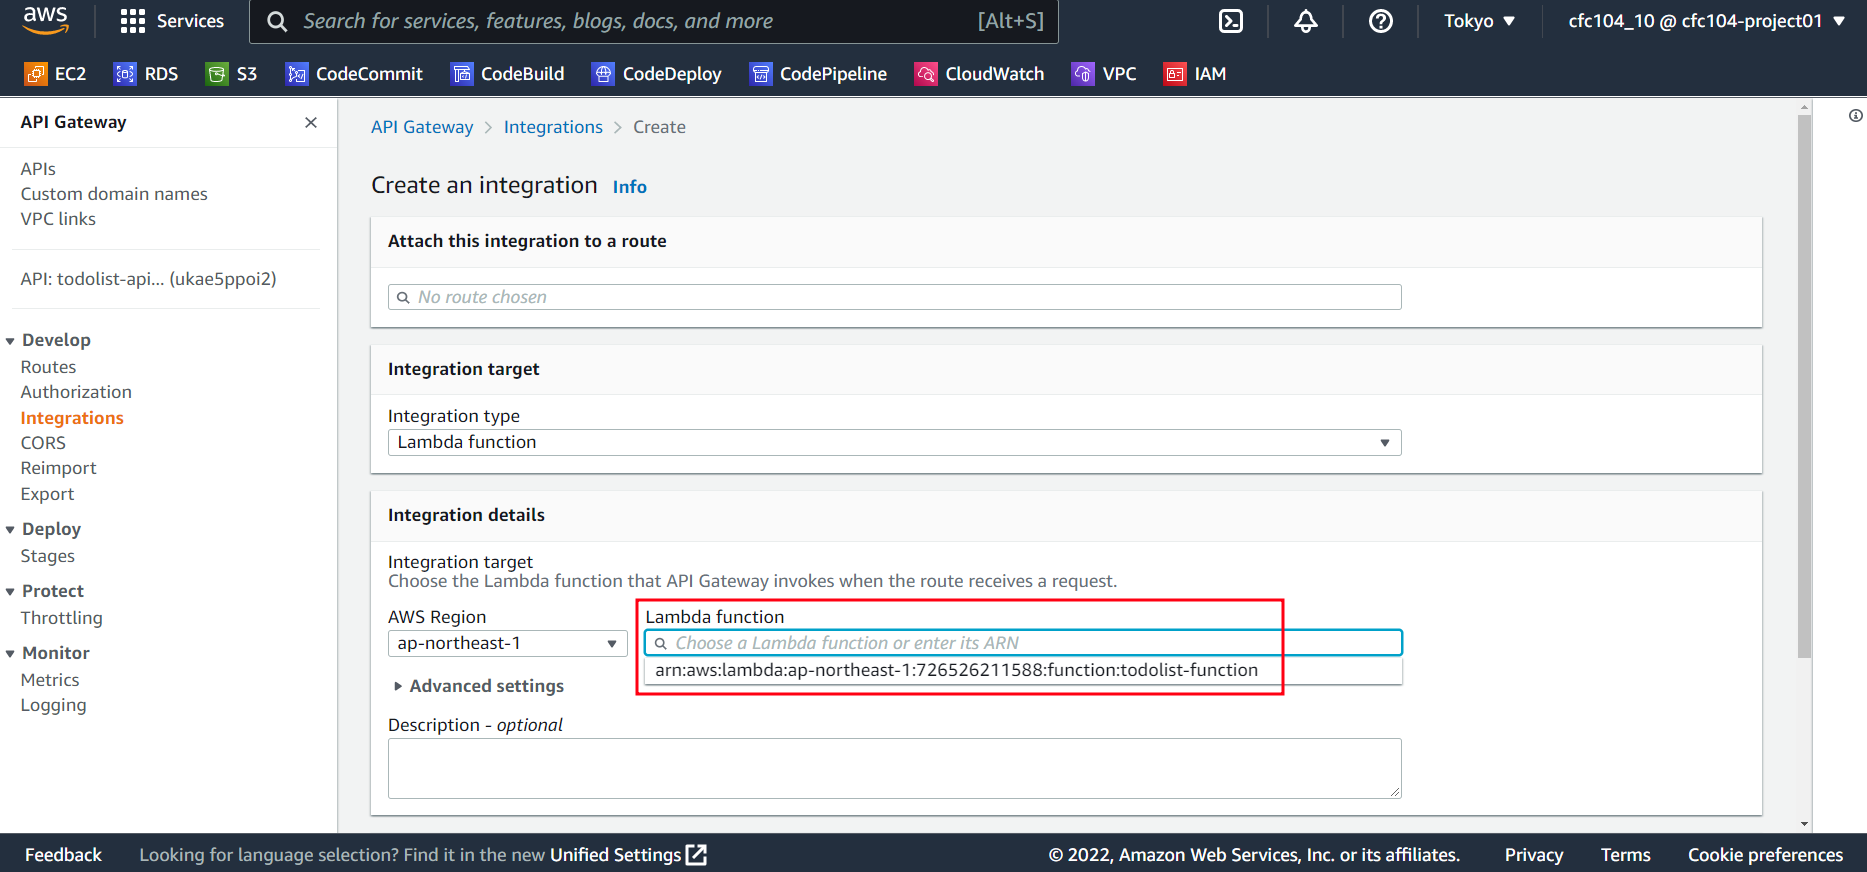 aws Services Search for services, features, blogs, docs, and more [Alt+S] Tokyo cfc104_10 @ cfc104-project01
EC2 RDS S3 CodeCommit CodeBuild CodeDeploy CodePipeline CloudWatch VPC IAM
API Gateway
APIs
Custom domain names
VPC links
API: todolist-api... (ukae5ppoi2)
Develop
Routes
Authorization
Integrations
CORS
Reimport
Export
Deploy
Stages
Protect
Throttling
Monitor
Metrics
Logging
API Gateway > Integrations > Create
Create an integration Info
Attach this integration to a route
No route chosen
Integration target
Integration type
Lambda function
Integration details
Integration target
Choose the Lambda function that API Gateway invokes when the route receives a request.
AWS Region
ap-northeast-1
Lambda function
Choose a Lambda function or enter its ARN
arn:aws:lambda:ap-northeast-1:726526211588:function:todolist-function
Advanced settings
Description - optional
Feedback Looking for language selection? Find it in the new Unified Settings © 2022, Amazon Web Services, Inc. or its affiliates. Privacy Terms Cookie preferences